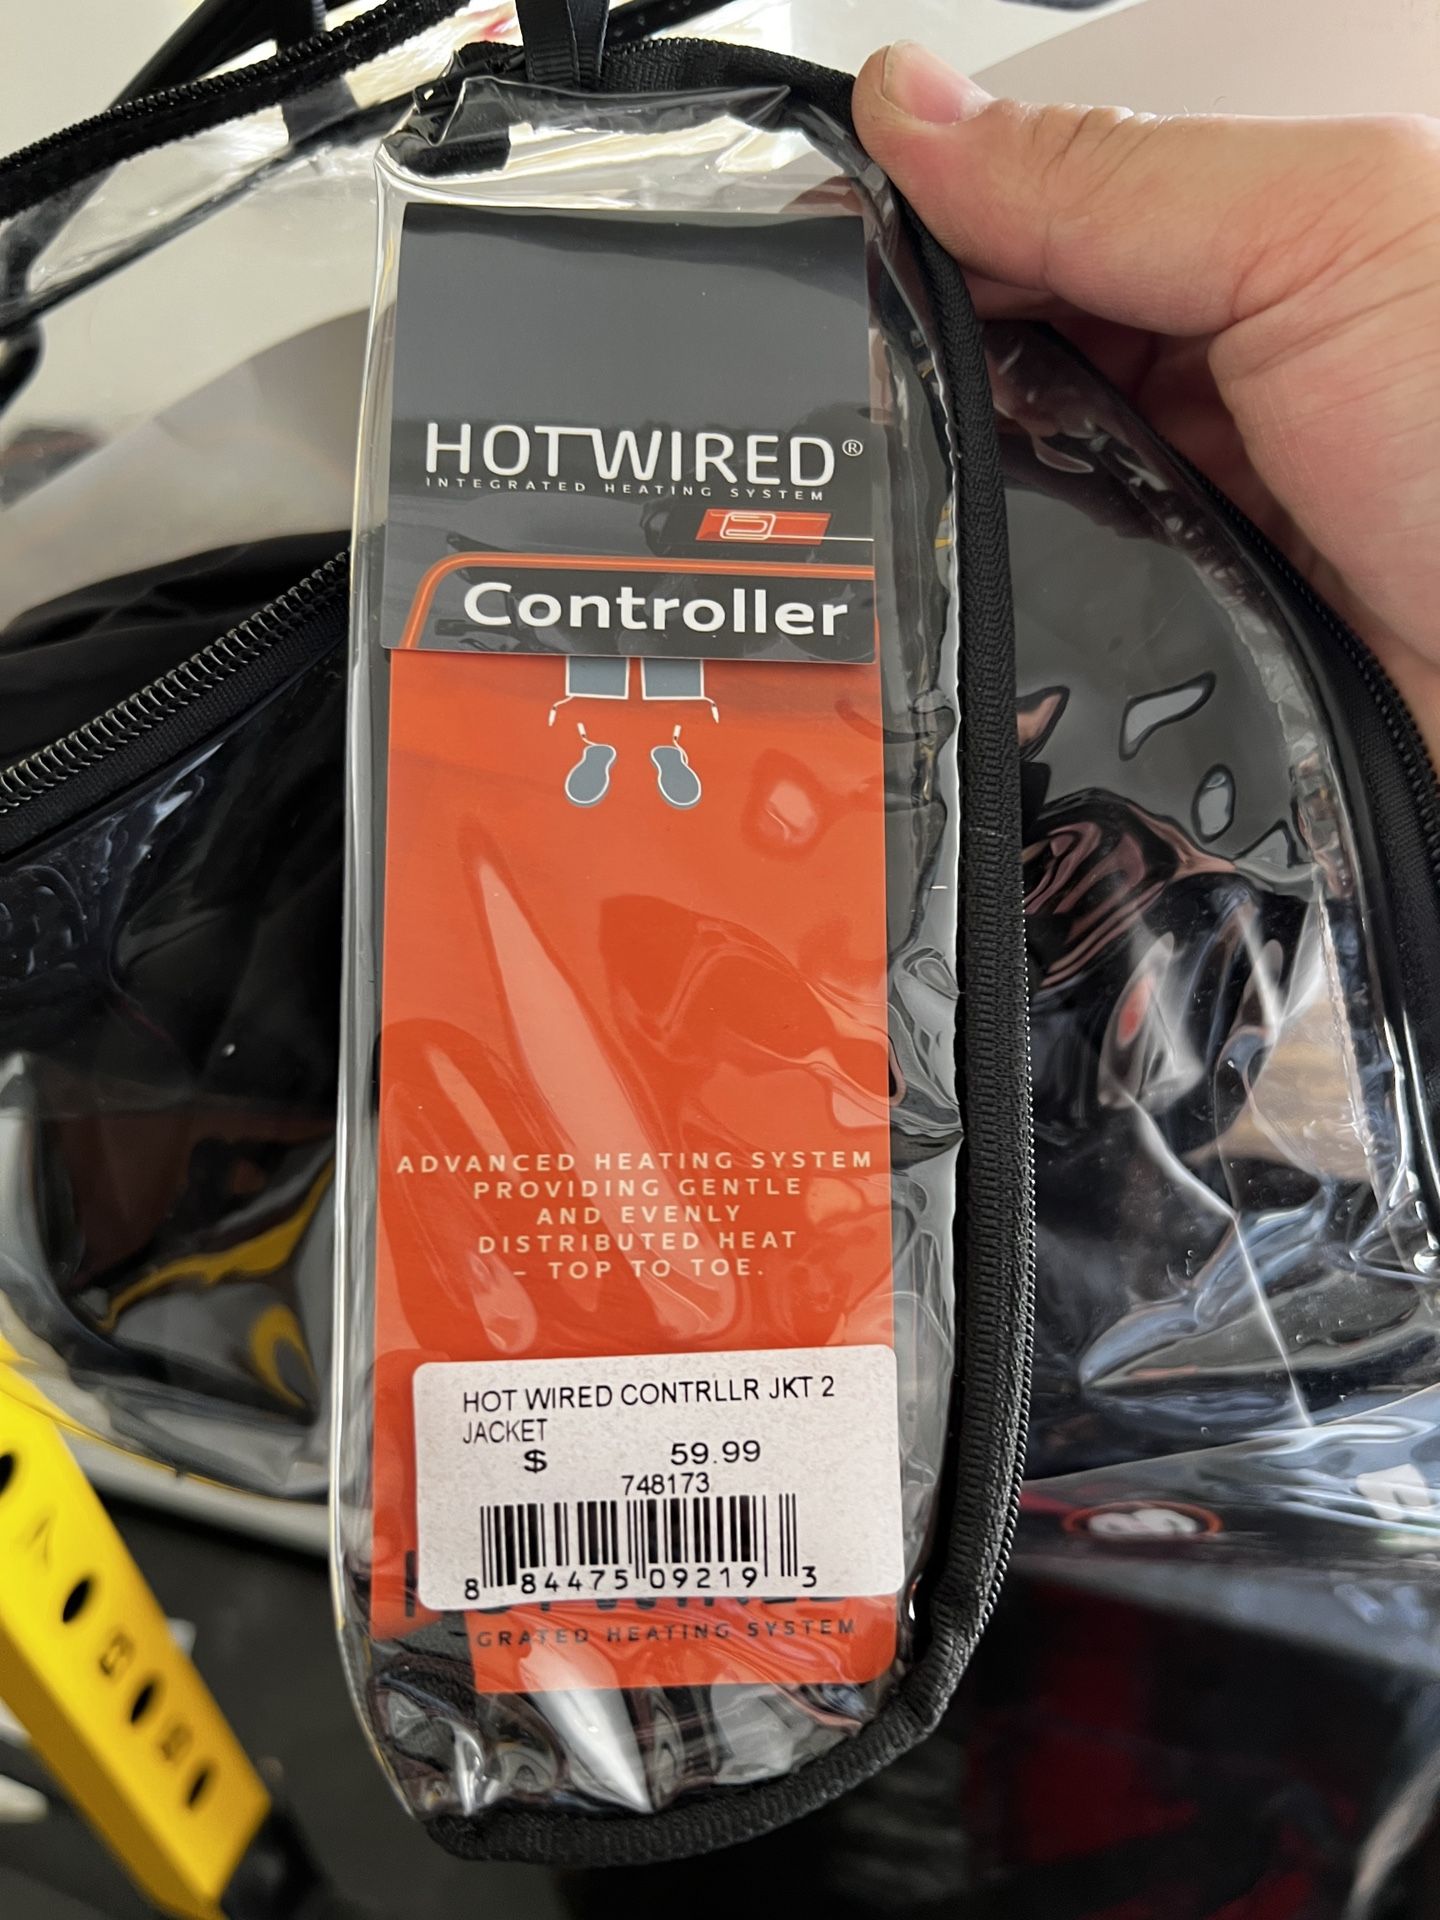 HOTWIRED®
INTEGRATED HEATING SYSTEM
Controller
ADVANCED HEATING SYSTEM
PROVIDING GENTLE
AND EVENLY
DISTRIBUTED HEAT
– TOP TO TOE.
HOT WIRED CONTRLLR JKT 2
JACKET
$ 59.99
748173
8 84475 09219 3
GRATED HEATING SYSTEM